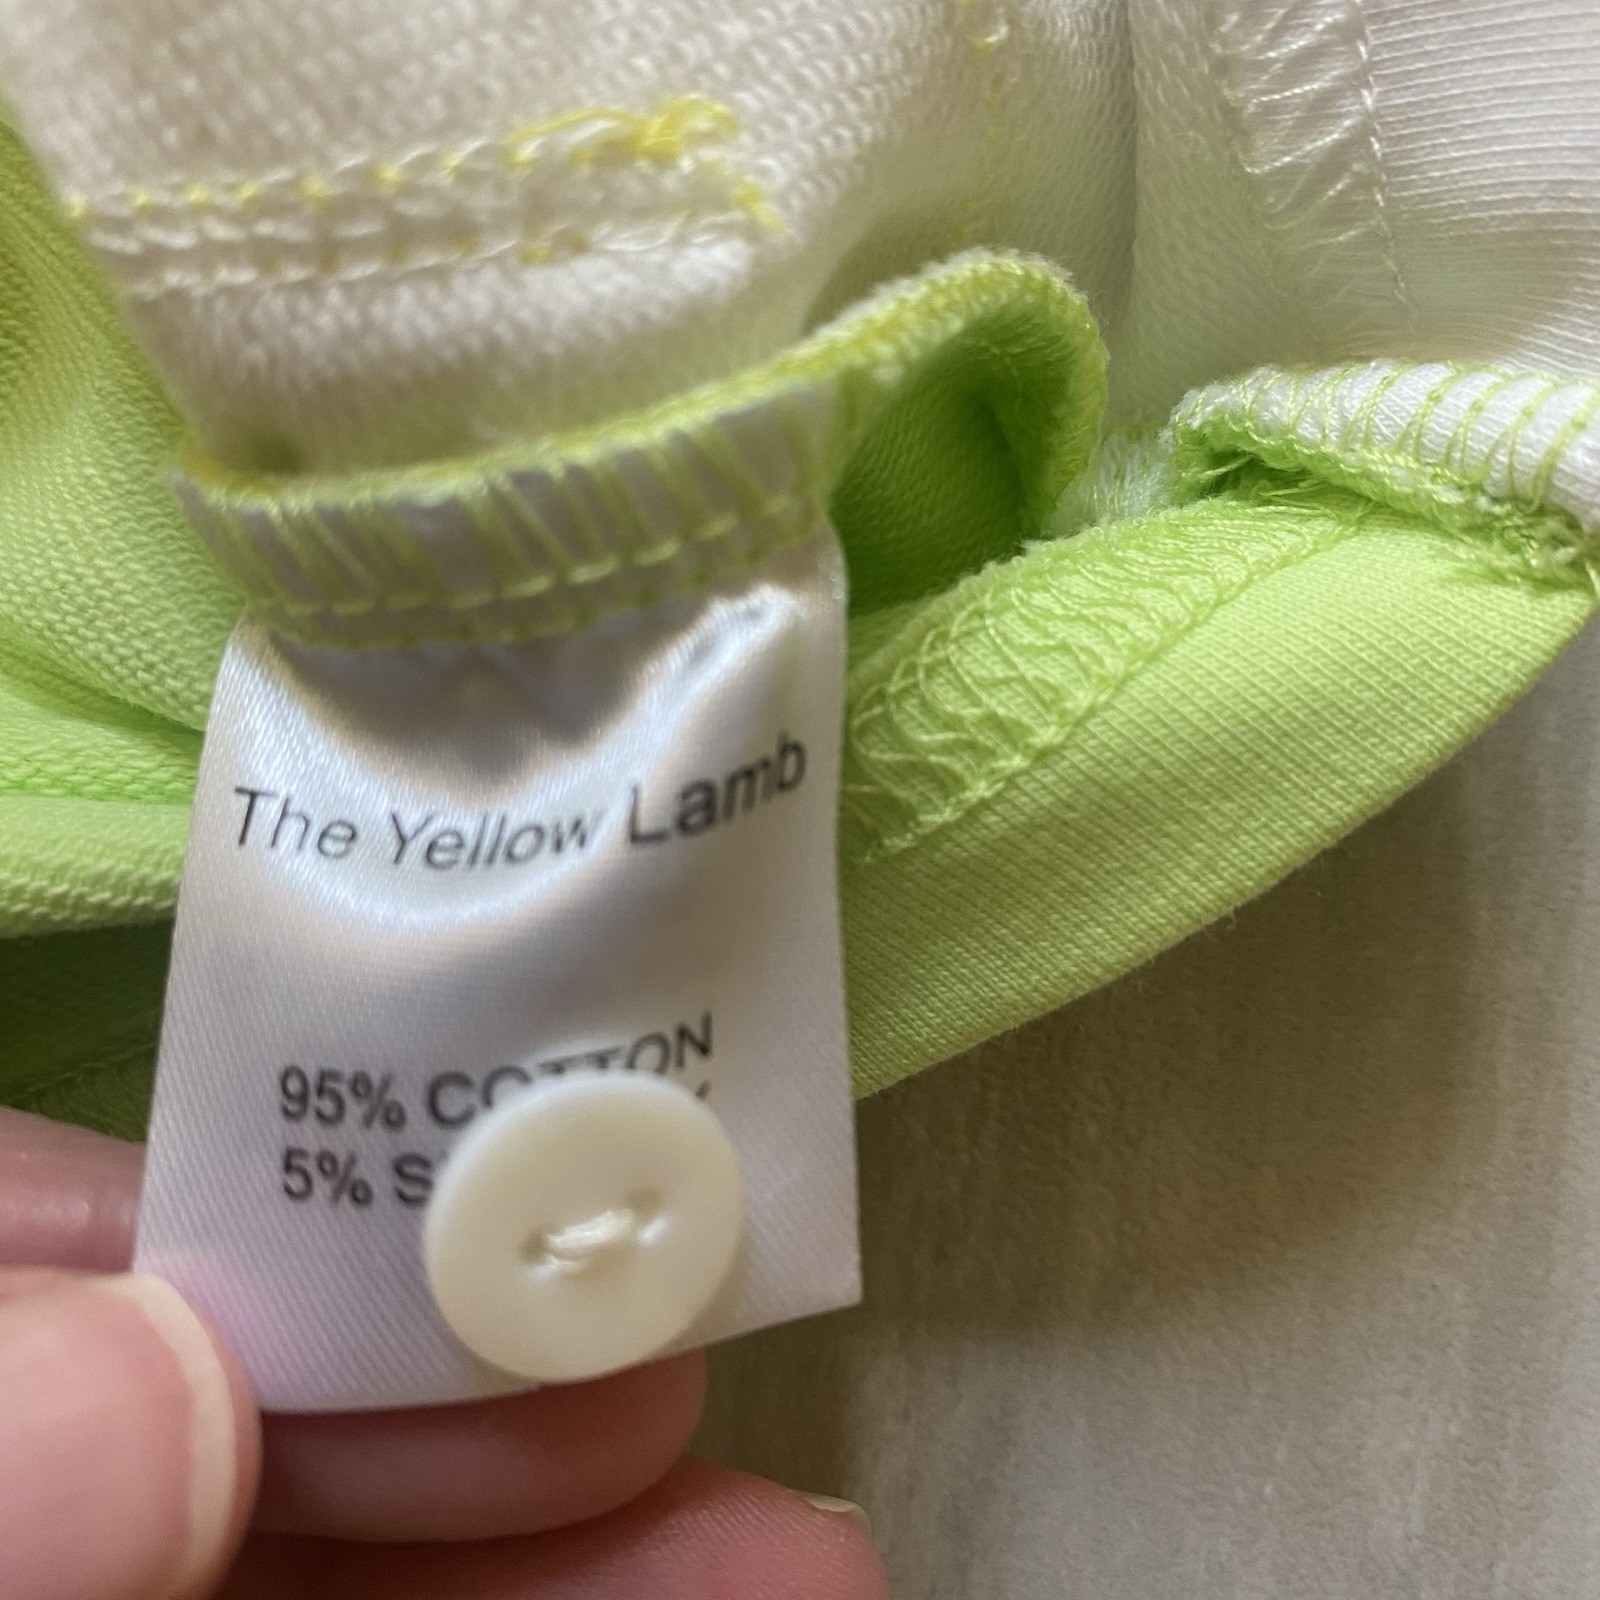 The Yellow Lamb
95% COTTON
5%